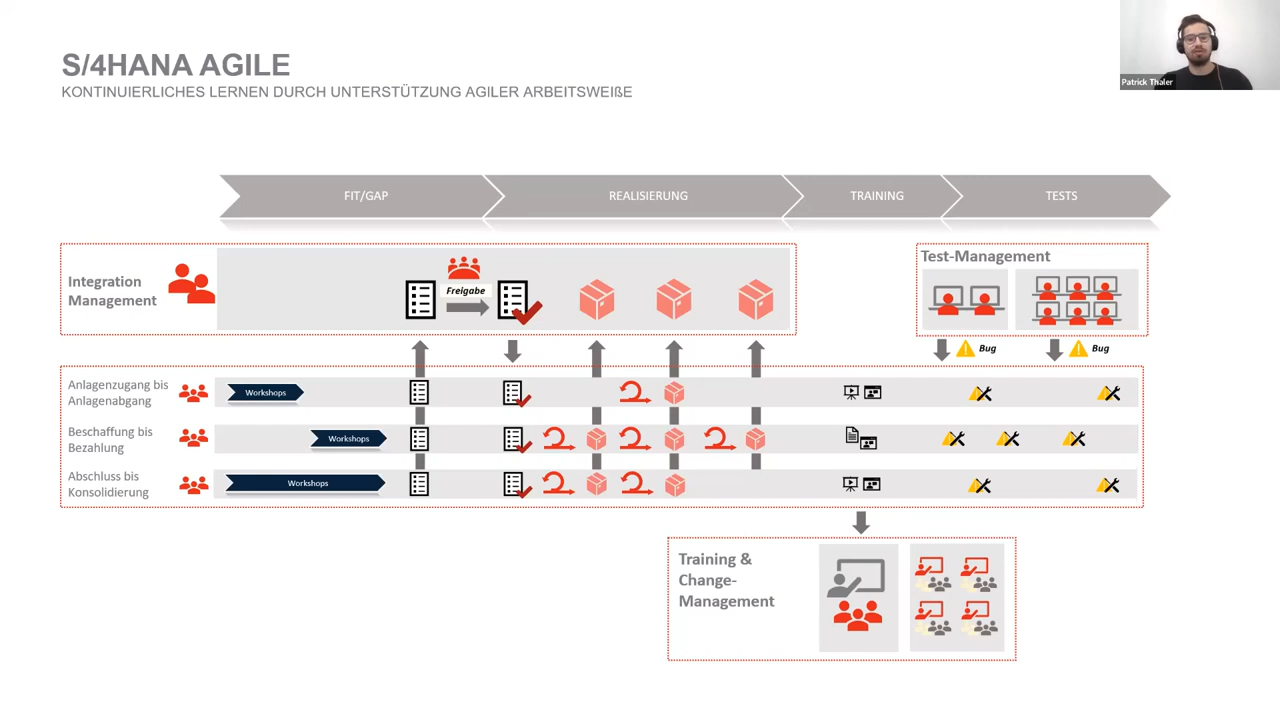 S/4HANA AGILE
KONTINUIERLICHES LERNEN DURCH UNTERSTÜTZUNG AGILER ARBEITSWEIßE
Patrick Thaler
FIT/GAP
REALISIERUNG
TRAINING
TESTS
Integration
Management
Freigabe
Test-Management
Bug
Bug
Anlagenzugang bis
Anlagenabgang
Workshops
Beschaffung bis
Bezahlung
Workshops
Abschluss bis
Konsolidierung
Workshops
Training &
Change-
Management